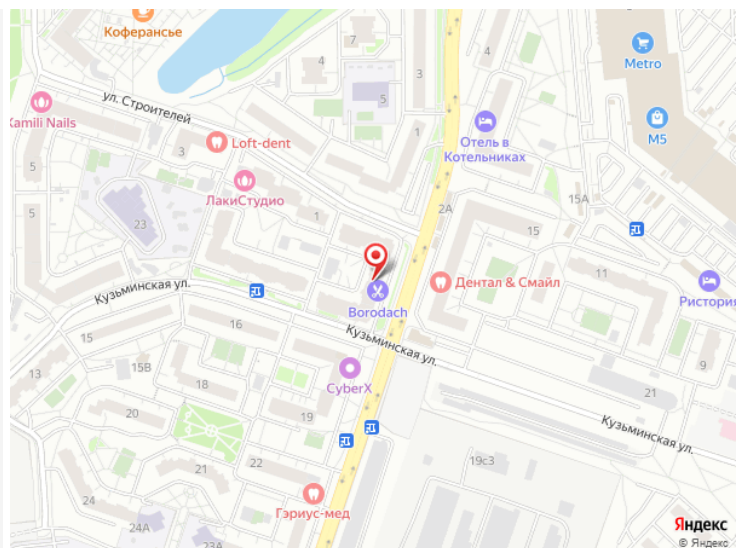 Коферансье
7
4
3
4
5
Metro
M5
ул. Строителей
Kamili Nails
3
Loft-dent
1
Отель в
Котельниках
5
ЛакиСтудио
15А
2А
5
23
1
15
11
Дентал & Смайл
Ристория
Кузьминская ул.
Borodach
15
16
Кузьминская ул.
9
13
15В
18
CyberX
21
20
19
Кузьминская ул.
21
22
19с3
24
Гэриус-мед
24А
23А
Яндекс
© Яндекс